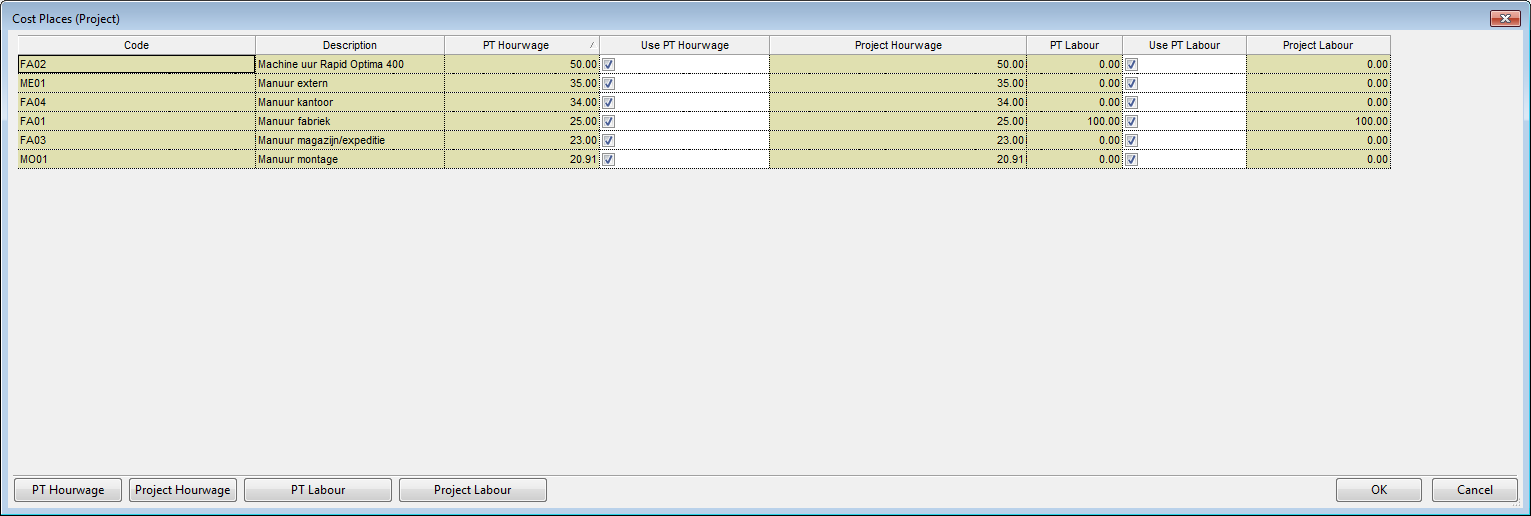 Cost Places (Project)
Code Description PT Hourwage Use PT Hourwage Project Hourwage PT Labour Use PT Labour Project Labour
FA02 Machine uur Rapid Optima 400 50.00 50.00 0.00 0.00
ME01 Manuur extern 35.00 35.00 0.00 0.00
FA04 Manuur kantoor 34.00 34.00 0.00 0.00
FA01 Manuur fabriek 25.00 25.00 100.00 100.00
FA03 Manuur magazijn/expeditie 23.00 23.00 0.00 0.00
MO01 Manuur montage 20.91 20.91 0.00 0.00
PT Hourwage Project Hourwage PT Labour Project Labour OK Cancel